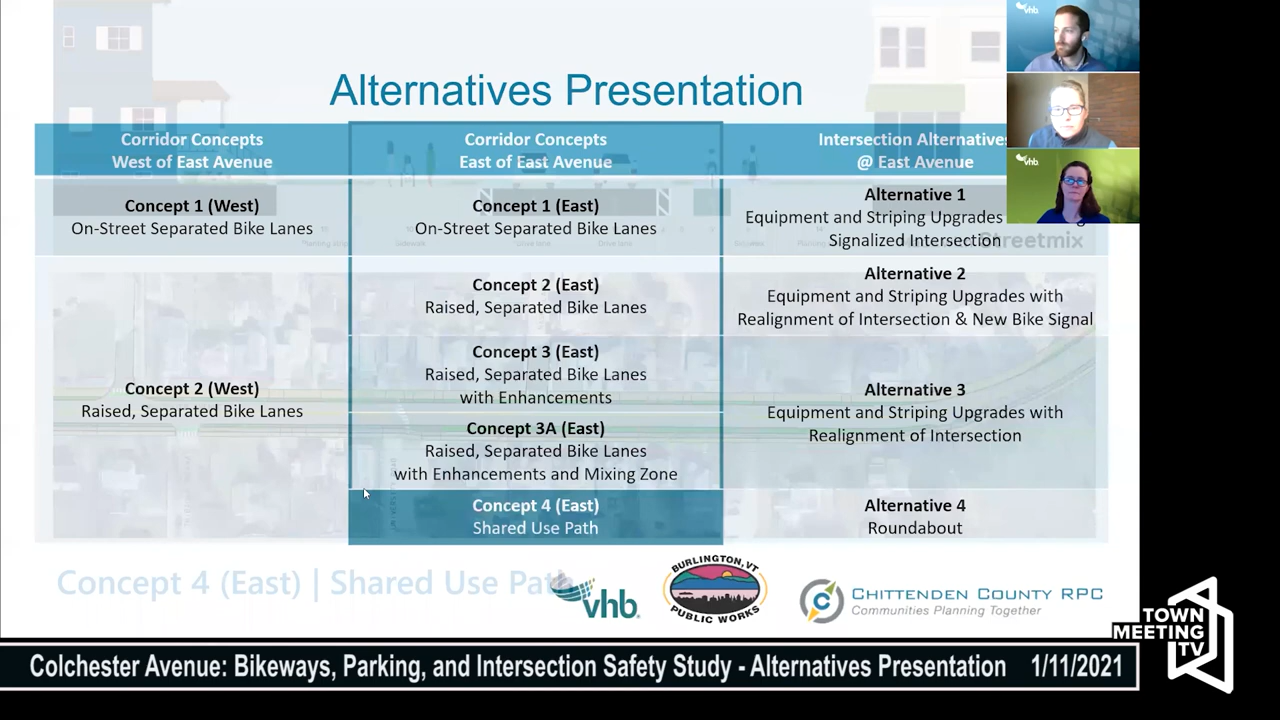 vhb
Alternatives Presentation
Corridor Concepts
West of East Avenue
Corridor Concepts
East of East Avenue
Intersection Alternatives
@ East Avenue
vhb
Concept 1 (West)
On-Street Separated Bike Lanes
Concept 1 (East)
On-Street Separated Bike Lanes
Alternative 1
Equipment and Striping Upgrades
Signalized Intersection
Streetmix
Concept 2 (West)
Raised, Separated Bike Lanes
Concept 2 (East)
Raised, Separated Bike Lanes
Concept 3 (East)
Raised, Separated Bike Lanes
with Enhancements
Concept 3A (East)
Raised, Separated Bike Lanes
with Enhancements and Mixing Zone
Concept 4 (East)
Shared Use Path
Alternative 2
Equipment and Striping Upgrades with
Realignment of Intersection & New Bike Signal
Alternative 3
Equipment and Striping Upgrades with
Realignment of Intersection
Alternative 4
Roundabout
Concept 4 (East) | Shared Use Path
vhb
BURLINGTON, VT
PUBLIC WORKS
CHITTENDEN COUNTY RPC
Communities Planning Together
TOWN
MEETING
TV
Colchester Avenue: Bikeways, Parking, and Intersection Safety Study - Alternatives Presentation 1/11/2021